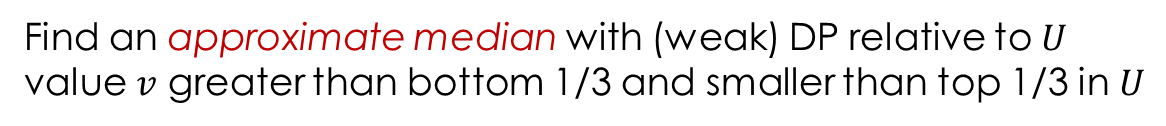 Find an approximate median with (weak) DP relative to U
value v greater than bottom 1/3 and smaller than top 1/3 in U